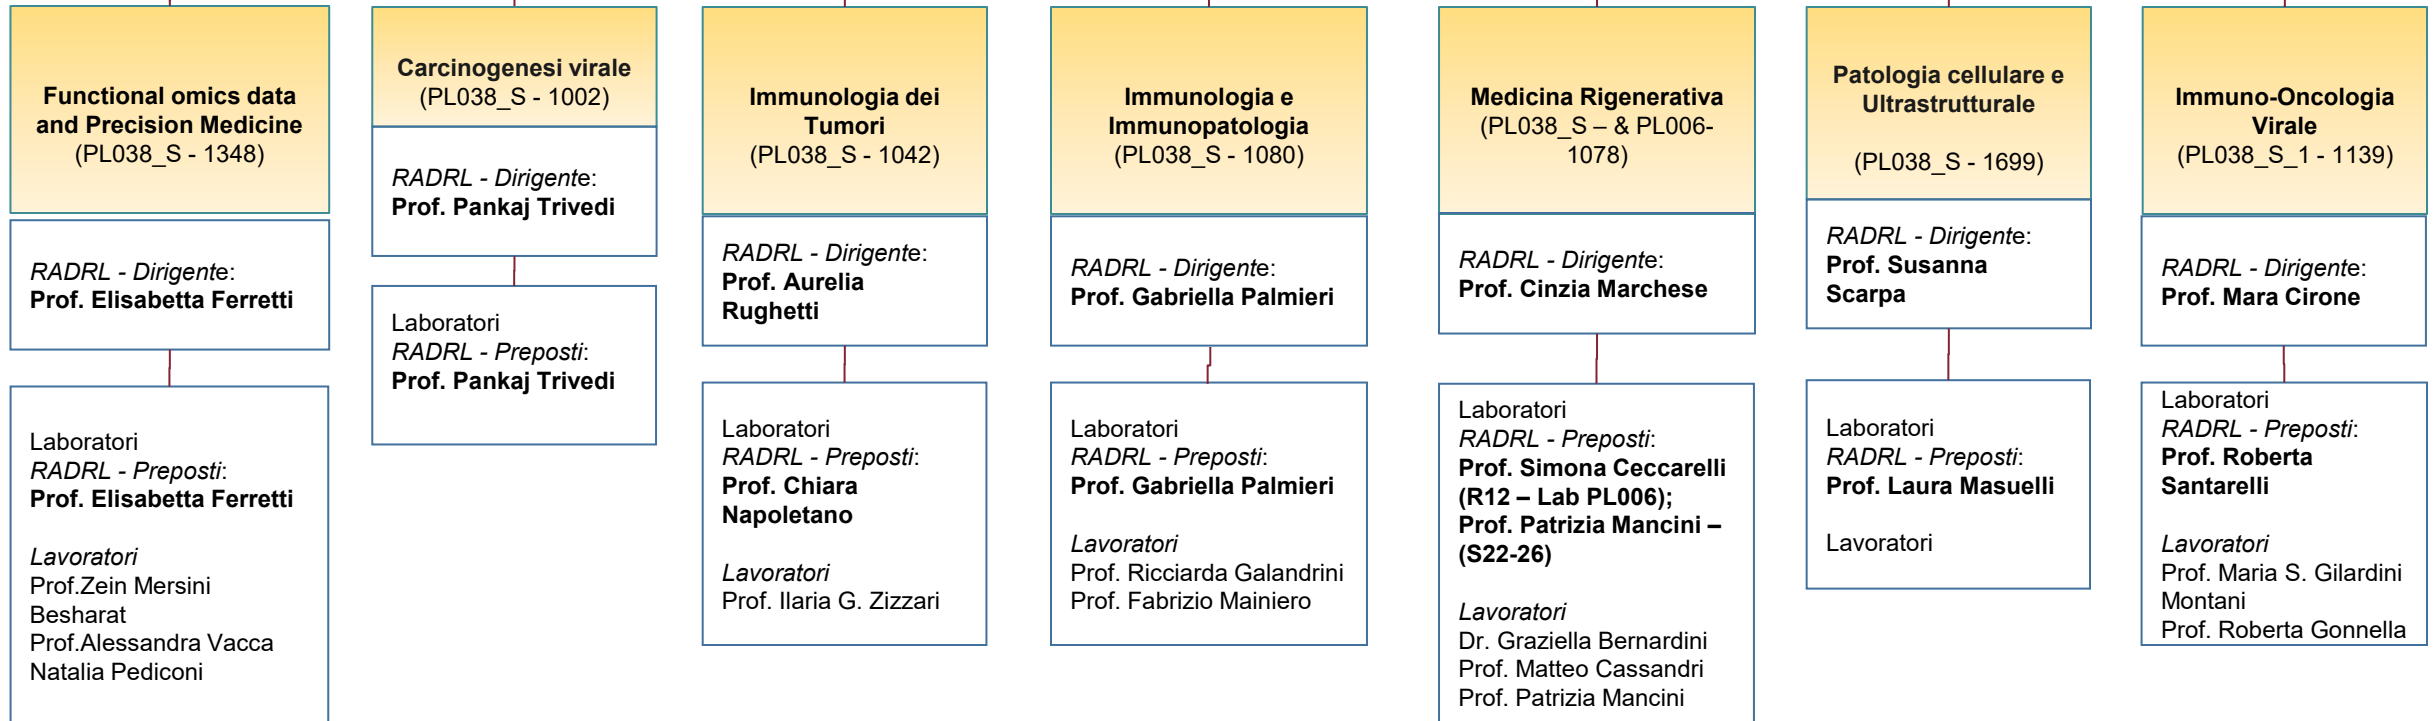 Functional omics data
and Precision Medicine
(PL038_S - 1348)
RADRL - Dirigente:
Prof. Elisabetta Ferretti
Laboratori
RADRL - Preposti:
Prof. Elisabetta Ferretti
Lavoratori
Prof.Zein Mersini
Besharat
Prof.Alessandra Vacca
Natalia Pediconi
Carcinogenesi virale
(PL038_S - 1002)
RADRL - Dirigente:
Prof. Pankaj Trivedi
Laboratori
RADRL - Preposti:
Prof. Pankaj Trivedi
Immunologia dei
Tumori
(PL038_S - 1042)
RADRL - Dirigente:
Prof. Aurelia
Rughetti
Laboratori
RADRL - Preposti:
Prof. Chiara
Napoletano
Lavoratori
Prof. Ilaria G. Zizzari
Immunologia e
Immunopatologia
(PL038_S - 1080)
RADRL - Dirigente:
Prof. Gabriella Palmieri
Laboratori
RADRL - Preposti:
Prof. Gabriella Palmieri
Lavoratori
Prof. Ricciarda Galandrini
Prof. Fabrizio Mainiero
Medicina Rigenerativa
(PL038_S – & PL006-
1078)
RADRL - Dirigente:
Prof. Cinzia Marchese
Laboratori
RADRL - Preposti:
Prof. Simona Ceccarelli
(R12 – Lab PL006);
Prof. Patrizia Mancini –
(S22-26)
Lavoratori
Dr. Graziella Bernardini
Prof. Matteo Cassandri
Prof. Patrizia Mancini
Patologia cellulare e
Ultrastrutturale
(PL038_S - 1699)
RADRL - Dirigente:
Prof. Susanna
Scarpa
Laboratori
RADRL - Preposti:
Prof. Laura Masuelli
Lavoratori
Immuno-Oncologia
Virale
(PL038_S_1 - 1139)
RADRL - Dirigente:
Prof. Mara Cirone
Laboratori
RADRL - Preposti:
Prof. Roberta
Santarelli
Lavoratori
Prof. Maria S. Gilardini
Montani
Prof. Roberta Gonnella